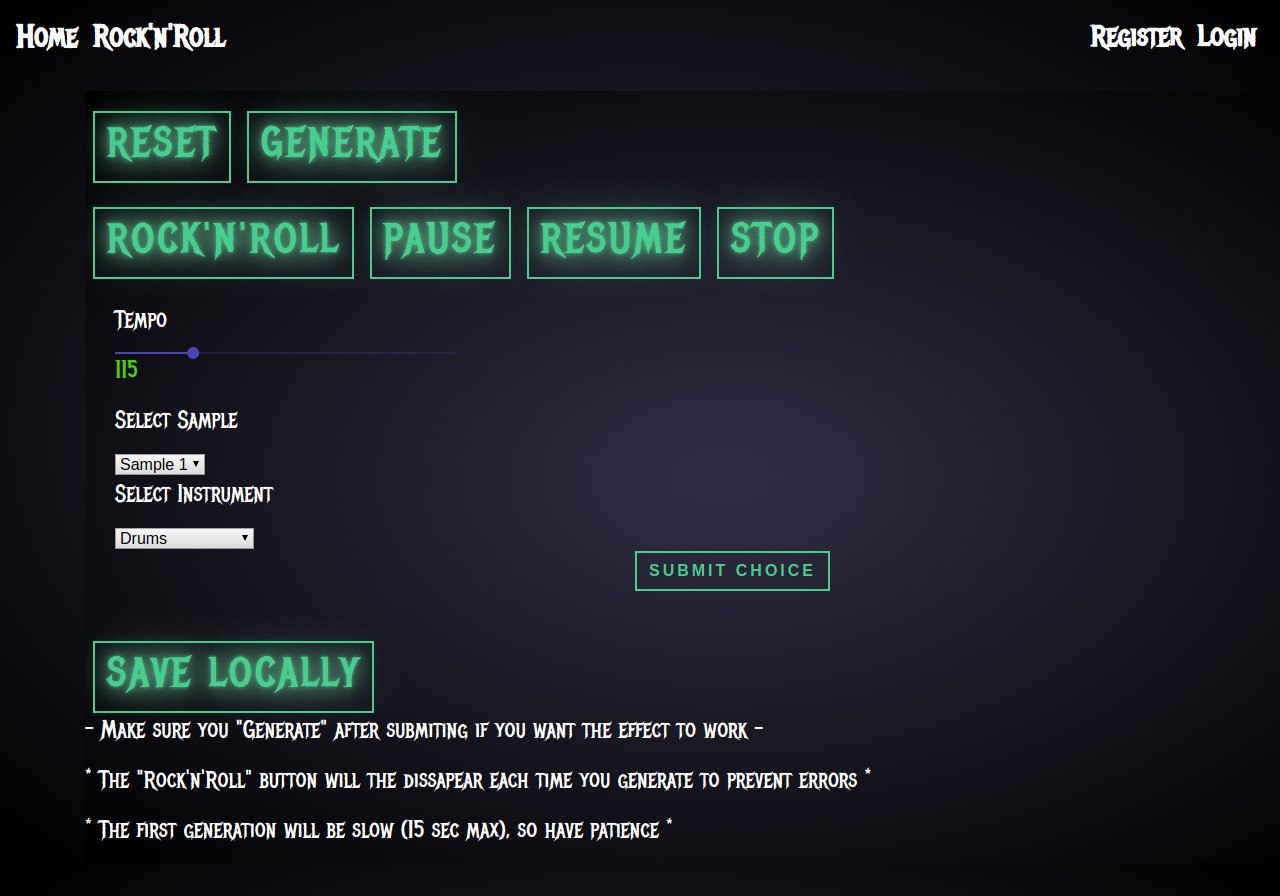 Home Rock'n'Roll Register Login
RESET GENERATE
ROCK'N'ROLL PAUSE RESUME STOP
Tempo
115
Select Sample
Sample 1
Select Instrument
Drums
SUBMIT CHOICE
SAVE LOCALLY
- Make sure you "Generate" after submiting if you want the effect to work -
* The "Rock'n'Roll" button will the dissapear each time you generate to prevent errors *
* The first generation will be slow (15 sec max), so have patience *